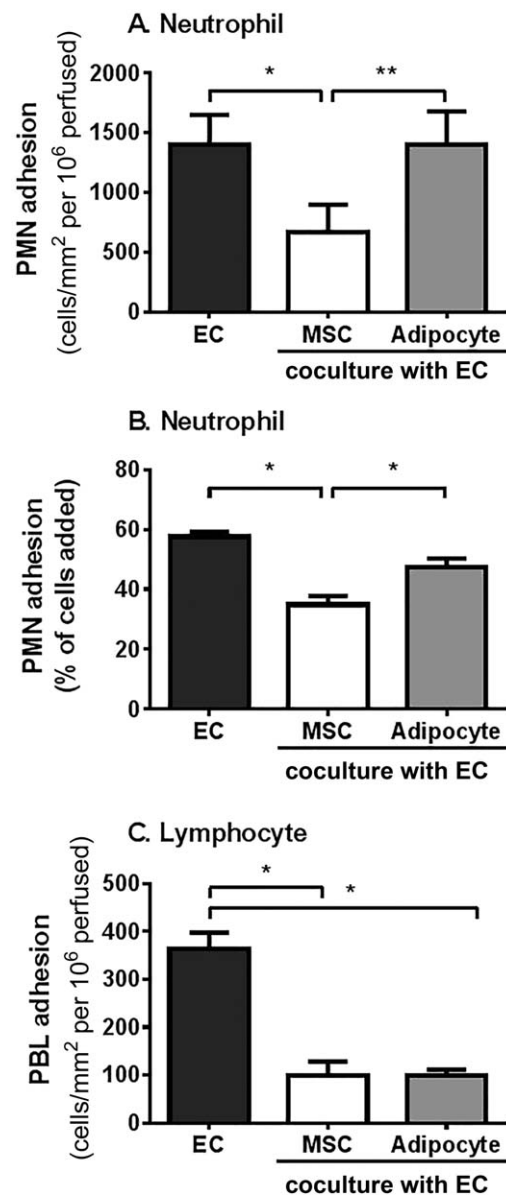 A. Neutrophil
PMN adhesion
(cells/mm² per 10⁶ perfused)
2000
1500
1000
500
0
*
**
EC
MSC
Adipocyte
coculture with EC
B. Neutrophil
PMN adhesion
(% of cells added)
80
60
40
20
0
*
*
EC
MSC
Adipocyte
coculture with EC
C. Lymphocyte
PBL adhesion
(cells/mm² per 10⁶ perfused)
500
400
300
200
100
0
*
*
EC
MSC
Adipocyte
coculture with EC